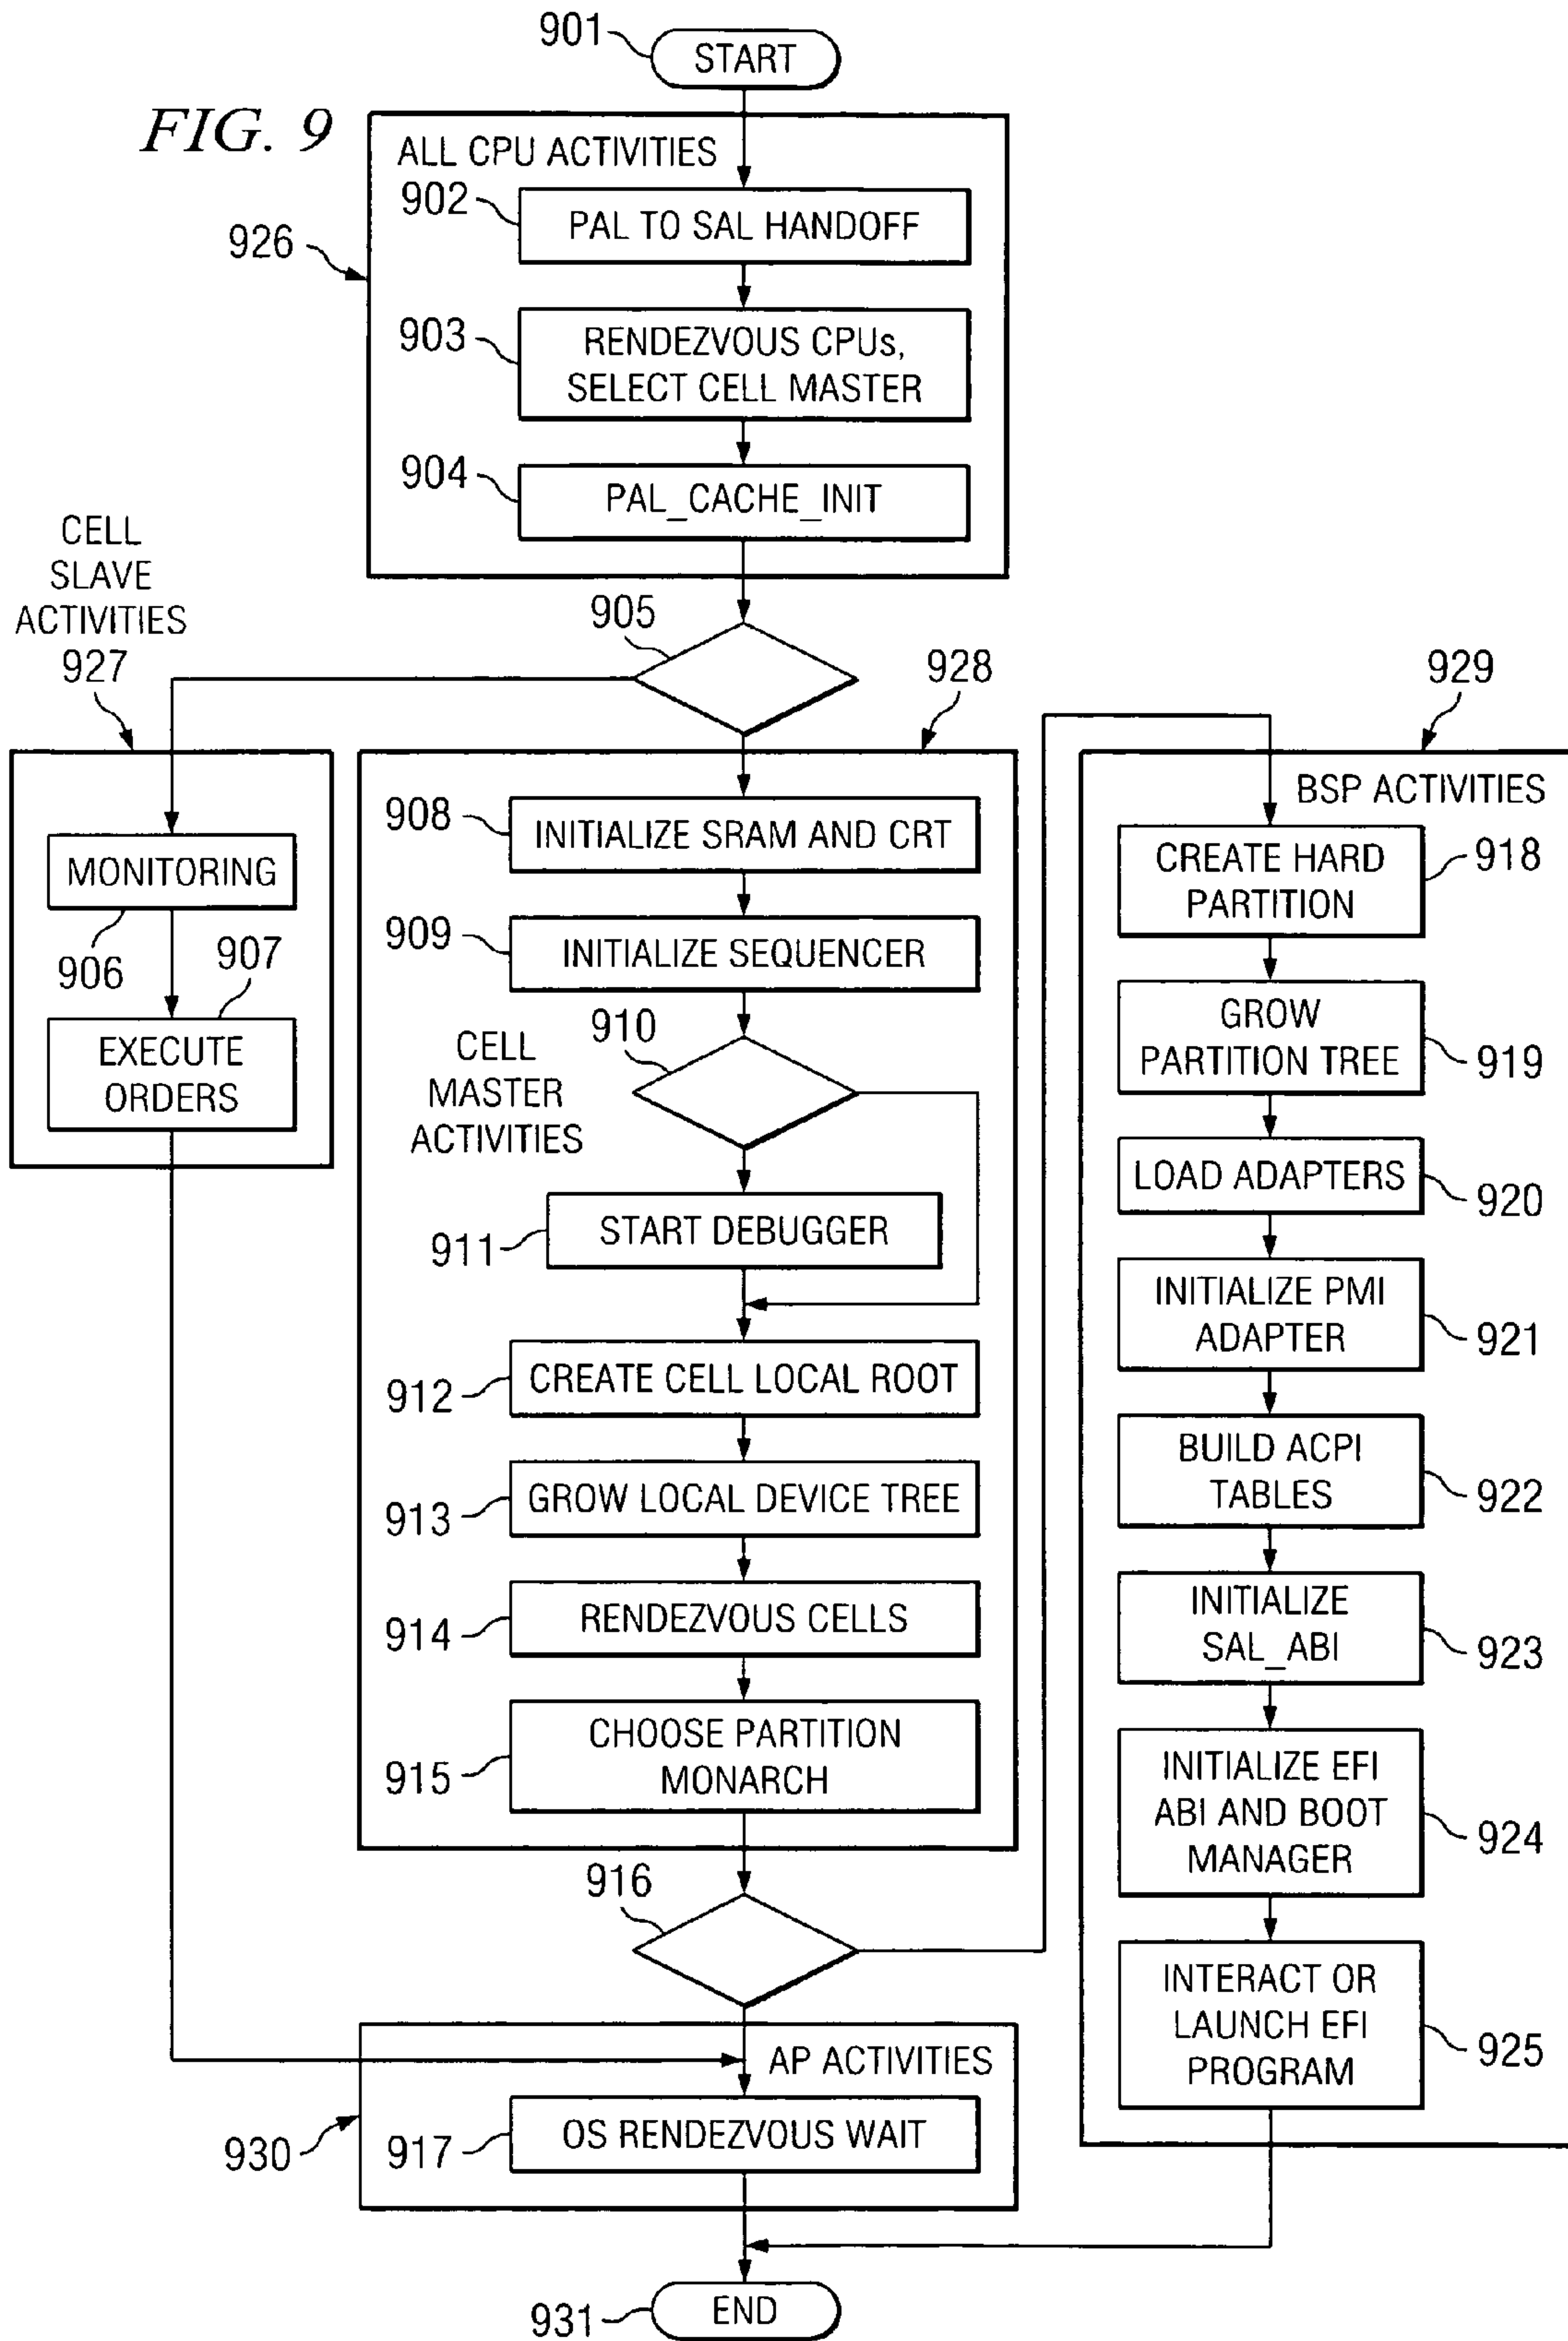 901
START
FIG. 9
ALL CPU ACTIVITIES
926
902
PAL TO SAL HANDOFF
903
RENDEZVOUS CPUs,
SELECT CELL MASTER
904
PAL_CACHE_INIT
905
CELL
SLAVE
ACTIVITIES
927
MONITORING
906
907
EXECUTE
ORDERS
928
908
INITIALIZE SRAM AND CRT
909
INITIALIZE SEQUENCER
910
CELL
MASTER
ACTIVITIES
911
START DEBUGGER
912
CREATE CELL LOCAL ROOT
913
GROW LOCAL DEVICE TREE
914
RENDEZVOUS CELLS
915
CHOOSE PARTITION
MONARCH
916
929
BSP ACTIVITIES
CREATE HARD
PARTITION
918
GROW
PARTITION TREE
919
LOAD ADAPTERS
920
INITIALIZE PMI
ADAPTER
921
BUILD ACPI
TABLES
922
INITIALIZE
SAL_ABI
923
INITIALIZE EFI
ABI AND BOOT
MANAGER
924
INTERACT OR
LAUNCH EFI
PROGRAM
925
AP ACTIVITIES
930
917
OS RENDEZVOUS WAIT
931
END